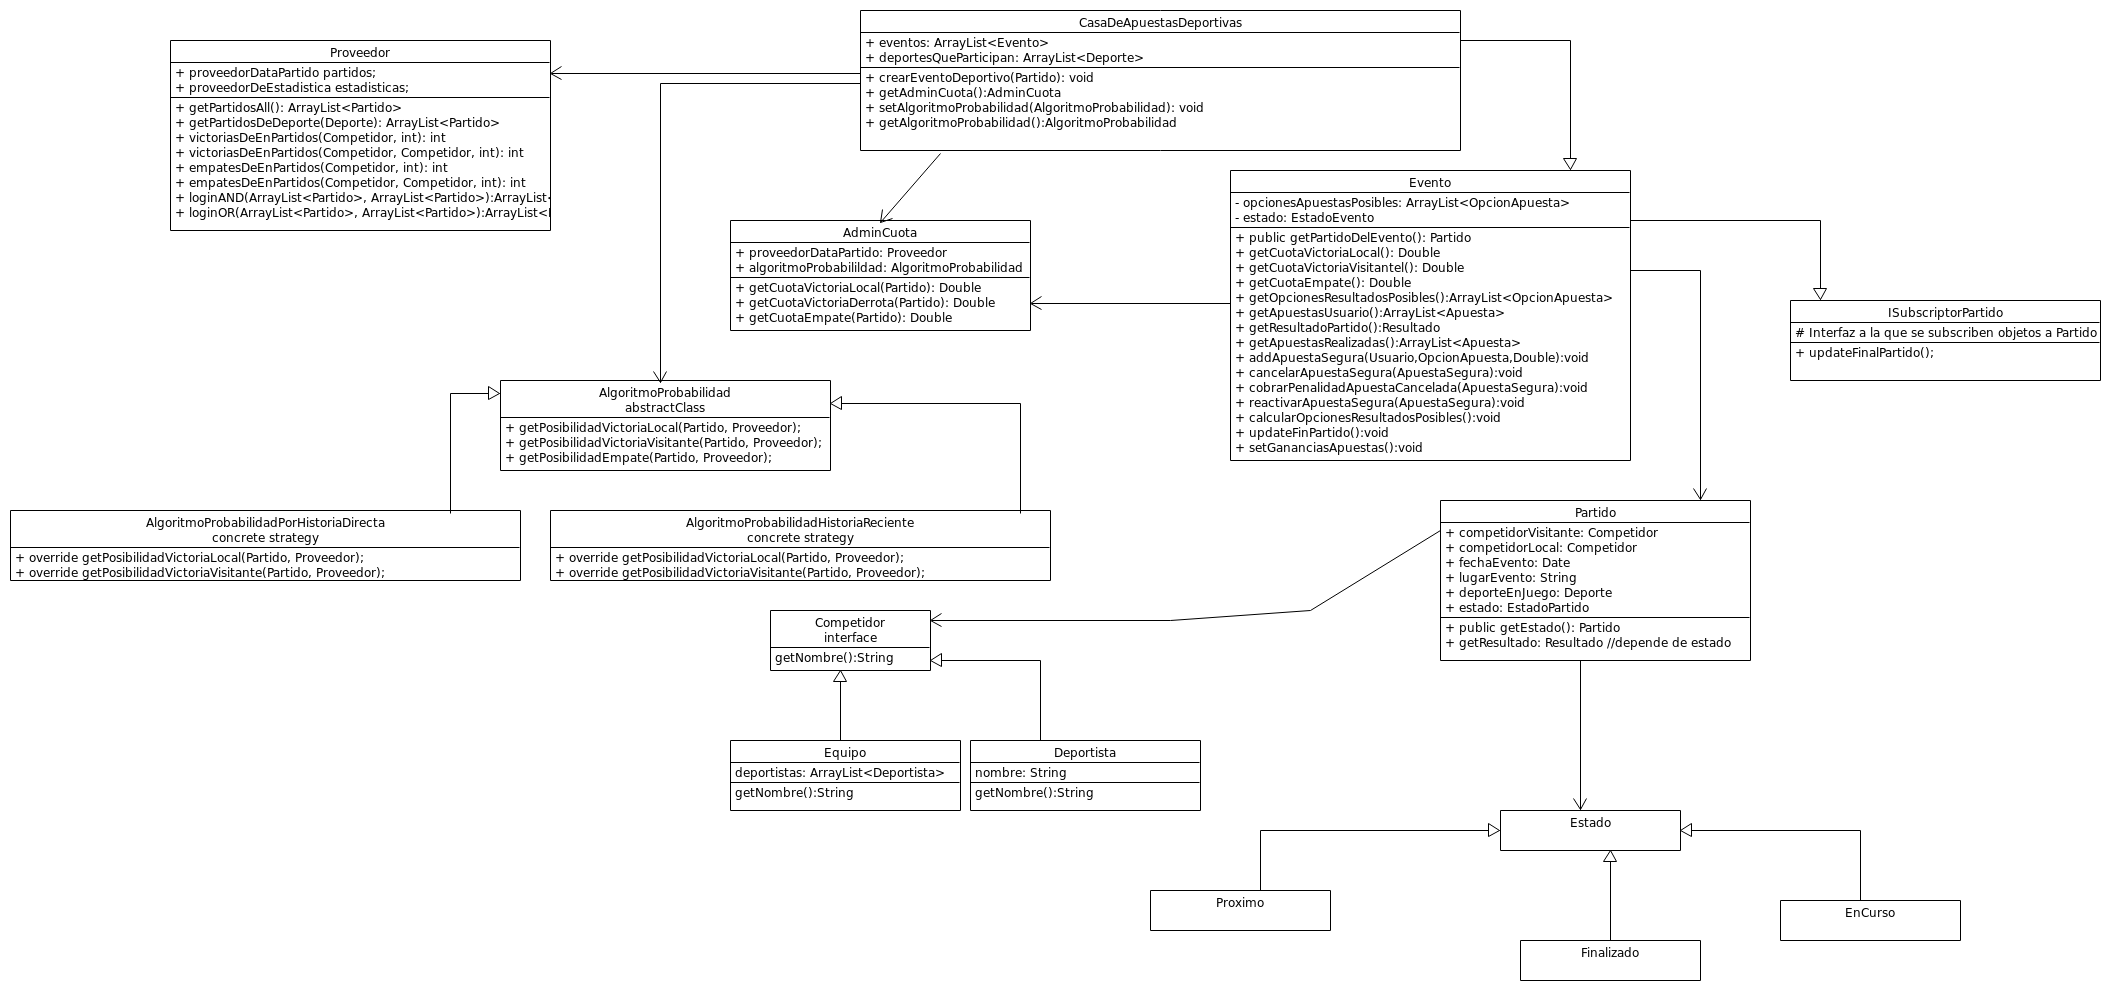 CasaDeApuestasDeportivas
+ eventos: ArrayList<Evento>
+ deportesQueParticipan: ArrayList<Deporte>
+ crearEventoDeportivo(Partido): void
+ getAdminCuota():AdminCuota
+ setAlgoritmoProbabilidad(AlgoritmoProbabilidad): void
+ getAlgoritmoProbabilidad():AlgoritmoProbabilidad
Proveedor
+ proveedorDataPartido partidos;
+ proveedorDeEstadistica estadisticas;
+ getPartidosAll(): ArrayList<Partido>
+ getPartidosDeDeporte(Deporte): ArrayList<Partido>
+ victoriasDeEnPartidos(Competidor, int): int
+ victoriasDeEnPartidos(Competidor, Competidor, int): int
+ empatesDeEnPartidos(Competidor, int): int
+ empatesDeEnPartidos(Competidor, Competidor, int): int
+ loginAND(ArrayList<Partido>, ArrayList<Partido>):ArrayList<
+ loginOR(ArrayList<Partido>, ArrayList<Partido>):ArrayList<
Evento
- opcionesApuestasPosibles: ArrayList<OpcionApuesta>
- estado: EstadoEvento
+ public getPartidoDelEvento(): Partido
+ getCuotaVictoriaLocal(): Double
+ getCuotaVictoriaVisitantel(): Double
+ getCuotaEmpate(): Double
+ getOpcionesResultadosPosibles():ArrayList<OpcionApuesta>
+ getApuestasUsuario():ArrayList<Apuesta>
+ getResultadoPartido():Resultado
+ getApuestasRealizadas():ArrayList<Apuesta>
+ addApuestaSegura(Usuario,OpcionApuesta,Double):void
+ cancelarApuestaSegura(ApuestaSegura):void
+ cobrarPenalidadApuestaCancelada(ApuestaSegura):void
+ reactivarApuestaSegura(ApuestaSegura):void
+ calcularOpcionesResultadosPosibles():void
+ updateFinPartido():void
+ setGananciasApuestas():void
AdminCuota
+ proveedorDataPartido: Proveedor
+ algoritmoProbabilildad: AlgoritmoProbabilidad
+ getCuotaVictoriaLocal(Partido): Double
+ getCuotaVictoriaDerrota(Partido): Double
+ getCuotaEmpate(Partido): Double
ISubscriptorPartido
# Interfaz a la que se subscriben objetos a Partido
+ updateFinalPartido();
AlgoritmoProbabilidad
abstractClass
+ getPosibilidadVictoriaLocal(Partido, Proveedor);
+ getPosibilidadVictoriaVisitante(Partido, Proveedor);
+ getPosibilidadEmpate(Partido, Proveedor);
AlgoritmoProbabilidadPorHistoriaDirecta
concrete strategy
+ override getPosibilidadVictoriaLocal(Partido, Proveedor);
+ override getPosibilidadVictoriaVisitante(Partido, Proveedor);
AlgoritmoProbabilidadHistoriaReciente
concrete strategy
+ override getPosibilidadVictoriaLocal(Partido, Proveedor);
+ override getPosibilidadVictoriaVisitante(Partido, Proveedor);
Partido
+ competidorVisitante: Competidor
+ competidorLocal: Competidor
+ fechaEvento: Date
+ lugarEvento: String
+ deporteEnJuego: Deporte
+ estado: EstadoPartido
+ public getEstado(): Partido
+ getResultado: Resultado //depende de estado
Competidor
interface
getNombre():String
Equipo
deportistas: ArrayList<Deportista>
getNombre():String
Deportista
nombre: String
getNombre():String
Estado
Proximo
EnCurso
Finalizado